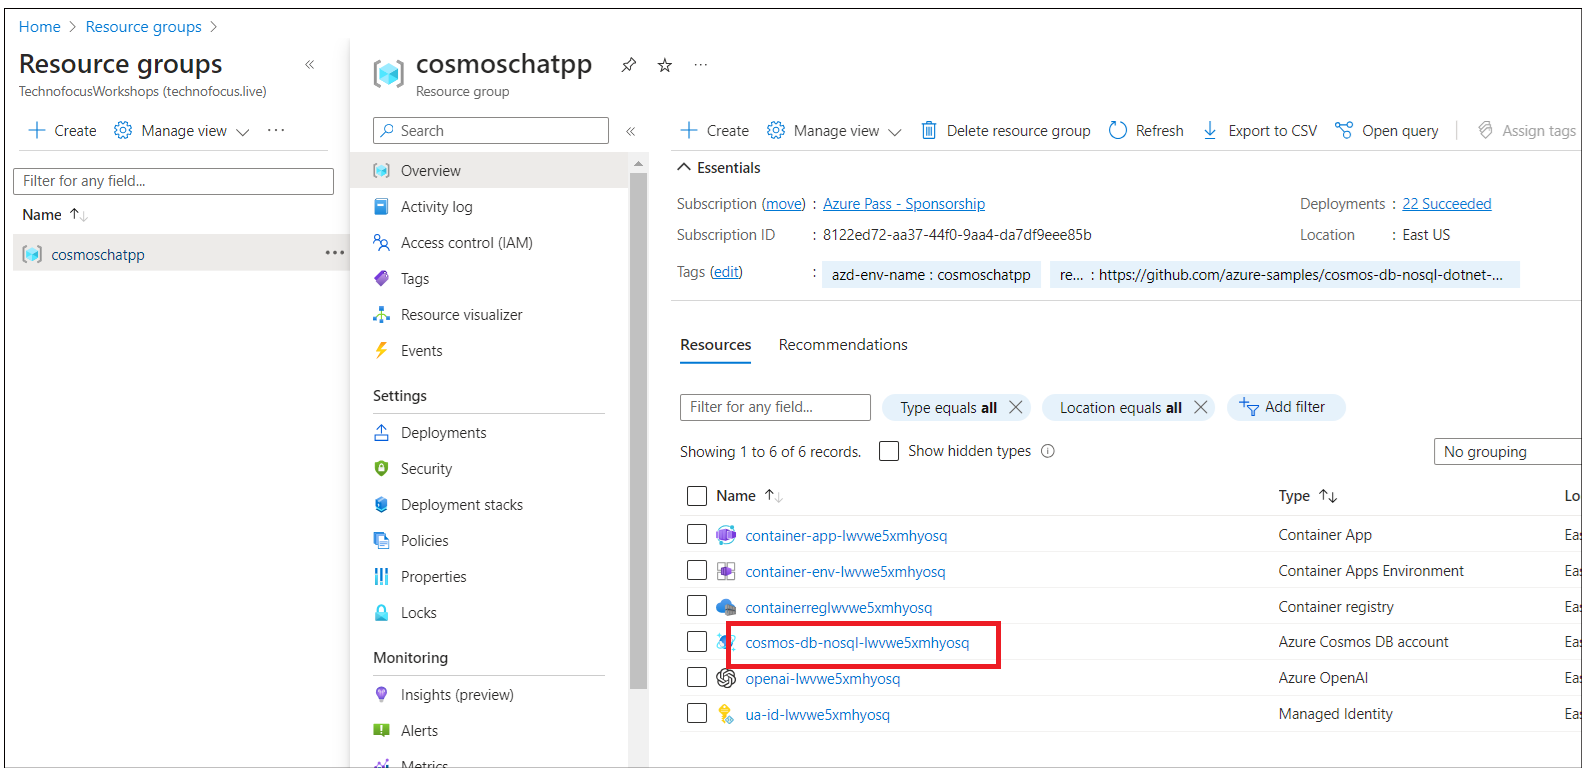 Home > Resource groups >
Resource groups «
TechnofocusWorkshops (technofocus.live)
+ Create Manage view ...
Filter for any field...
Name ↑↓
cosmoschatpp ...
cosmoschatpp ...
Resource group
Search «
Overview
Activity log
Access control (IAM)
Tags
Resource visualizer
Events
Settings
Deployments
Security
Deployment stacks
Policies
Properties
Locks
Monitoring
Insights (preview)
Alerts
Metrics
+ Create Manage view Delete resource group Refresh Export to CSV Open query Assign tags
Essentials
Subscription (move) : Azure Pass - Sponsorship
Deployments : 22 Succeeded
Subscription ID : 8122ed72-aa37-44f0-9aa4-da7df9eee85b
Location : East US
Tags (edit) : azd-env-name : cosmoschatpp re... : https://github.com/azure-samples/cosmos-db-nosql-dotnet-...
Resources Recommendations
Filter for any field... Type equals all × Location equals all × Add filter
Showing 1 to 6 of 6 records. Show hidden types
No grouping
Name ↑↓ Type ↑↓ Lo
container-app-lwvwe5xmhyosq Container App Eas
container-env-lwvwe5xmhyosq Container Apps Environment Eas
containerreglwvwe5xmhyosq Container registry Eas
cosmos-db-nosql-lwvwe5xmhyosq Azure Cosmos DB account Eas
openai-lwvwe5xmhyosq Azure OpenAI Eas
ua-id-lwvwe5xmhyosq Managed Identity Eas